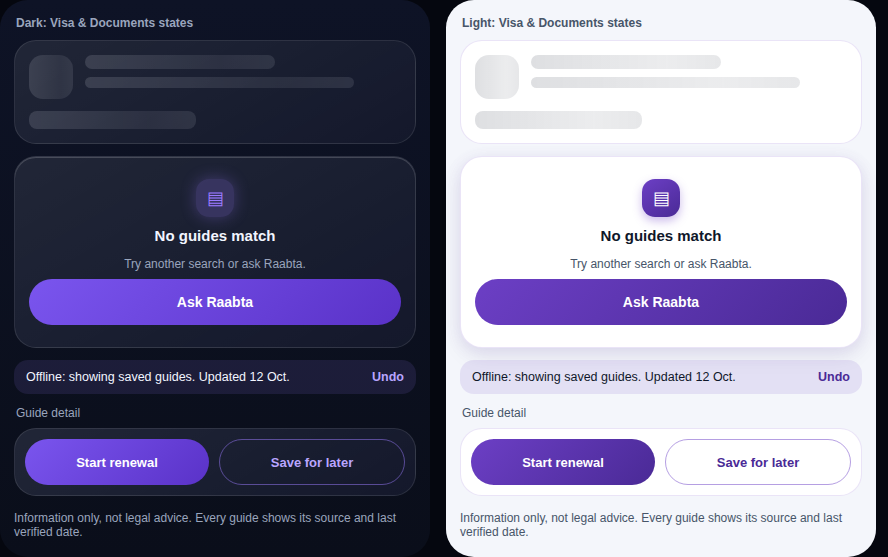 Dark: Visa & Documents states
No guides match
Try another search or ask Raabta.
Ask Raabta
Offline: showing saved guides. Updated 12 Oct.
Undo
Guide detail
Start renewal
Save for later
Information only, not legal advice. Every guide shows its source and last
verified date.
Light: Visa & Documents states
No guides match
Try another search or ask Raabta.
Ask Raabta
Offline: showing saved guides. Updated 12 Oct.
Undo
Guide detail
Start renewal
Save for later
Information only, not legal advice. Every guide shows its source and last
verified date.